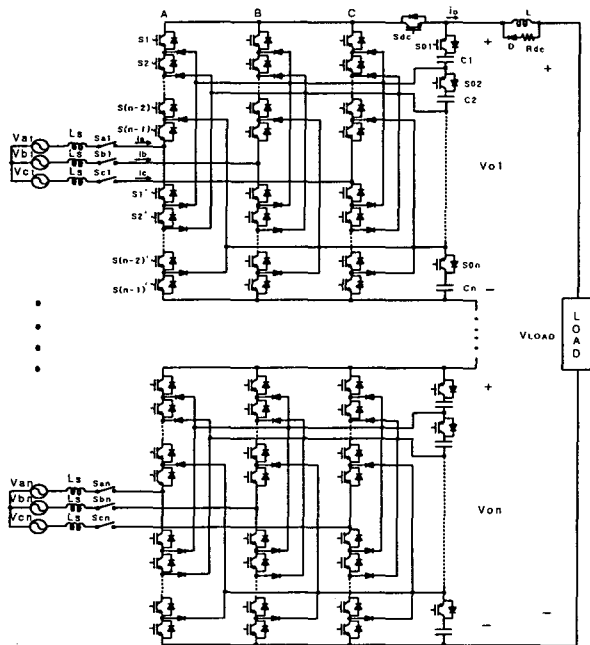 A B C
i₀ L
Sdc
D Rdc
S1
S2
SD1
+
+
C1
S02
C2
S(n-2)
S(n-1)
Va1 Ls Sa1 ia
Vb1 Ls Sb1 ib
Vc1 Ls Sc1 ic
Vo1
S1'
S2'
S(n-2)'
S(n-1)'
S0n
Cn
−
VLOAD
LOAD
+
Van Ls San
Vbn Ls Sbn
Vcn Ls Scn
Von
−
−